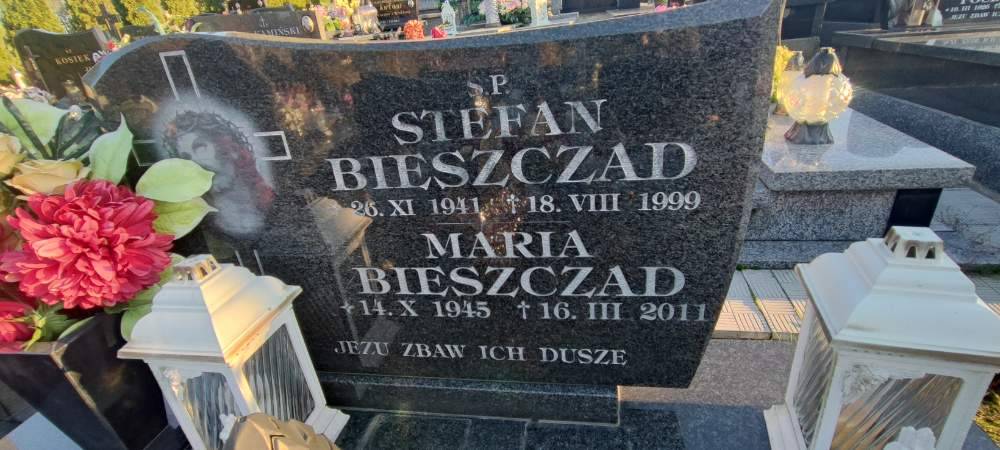 Ś.P.
STEFAN
BIESZCZAD
26. XI 1941 † 18. VIII 1999
MARIA
BIESZCZAD
* 14. X 1945 † 16. III 2011
JEZU ZBAW ICH DUSZE
KOSIEK